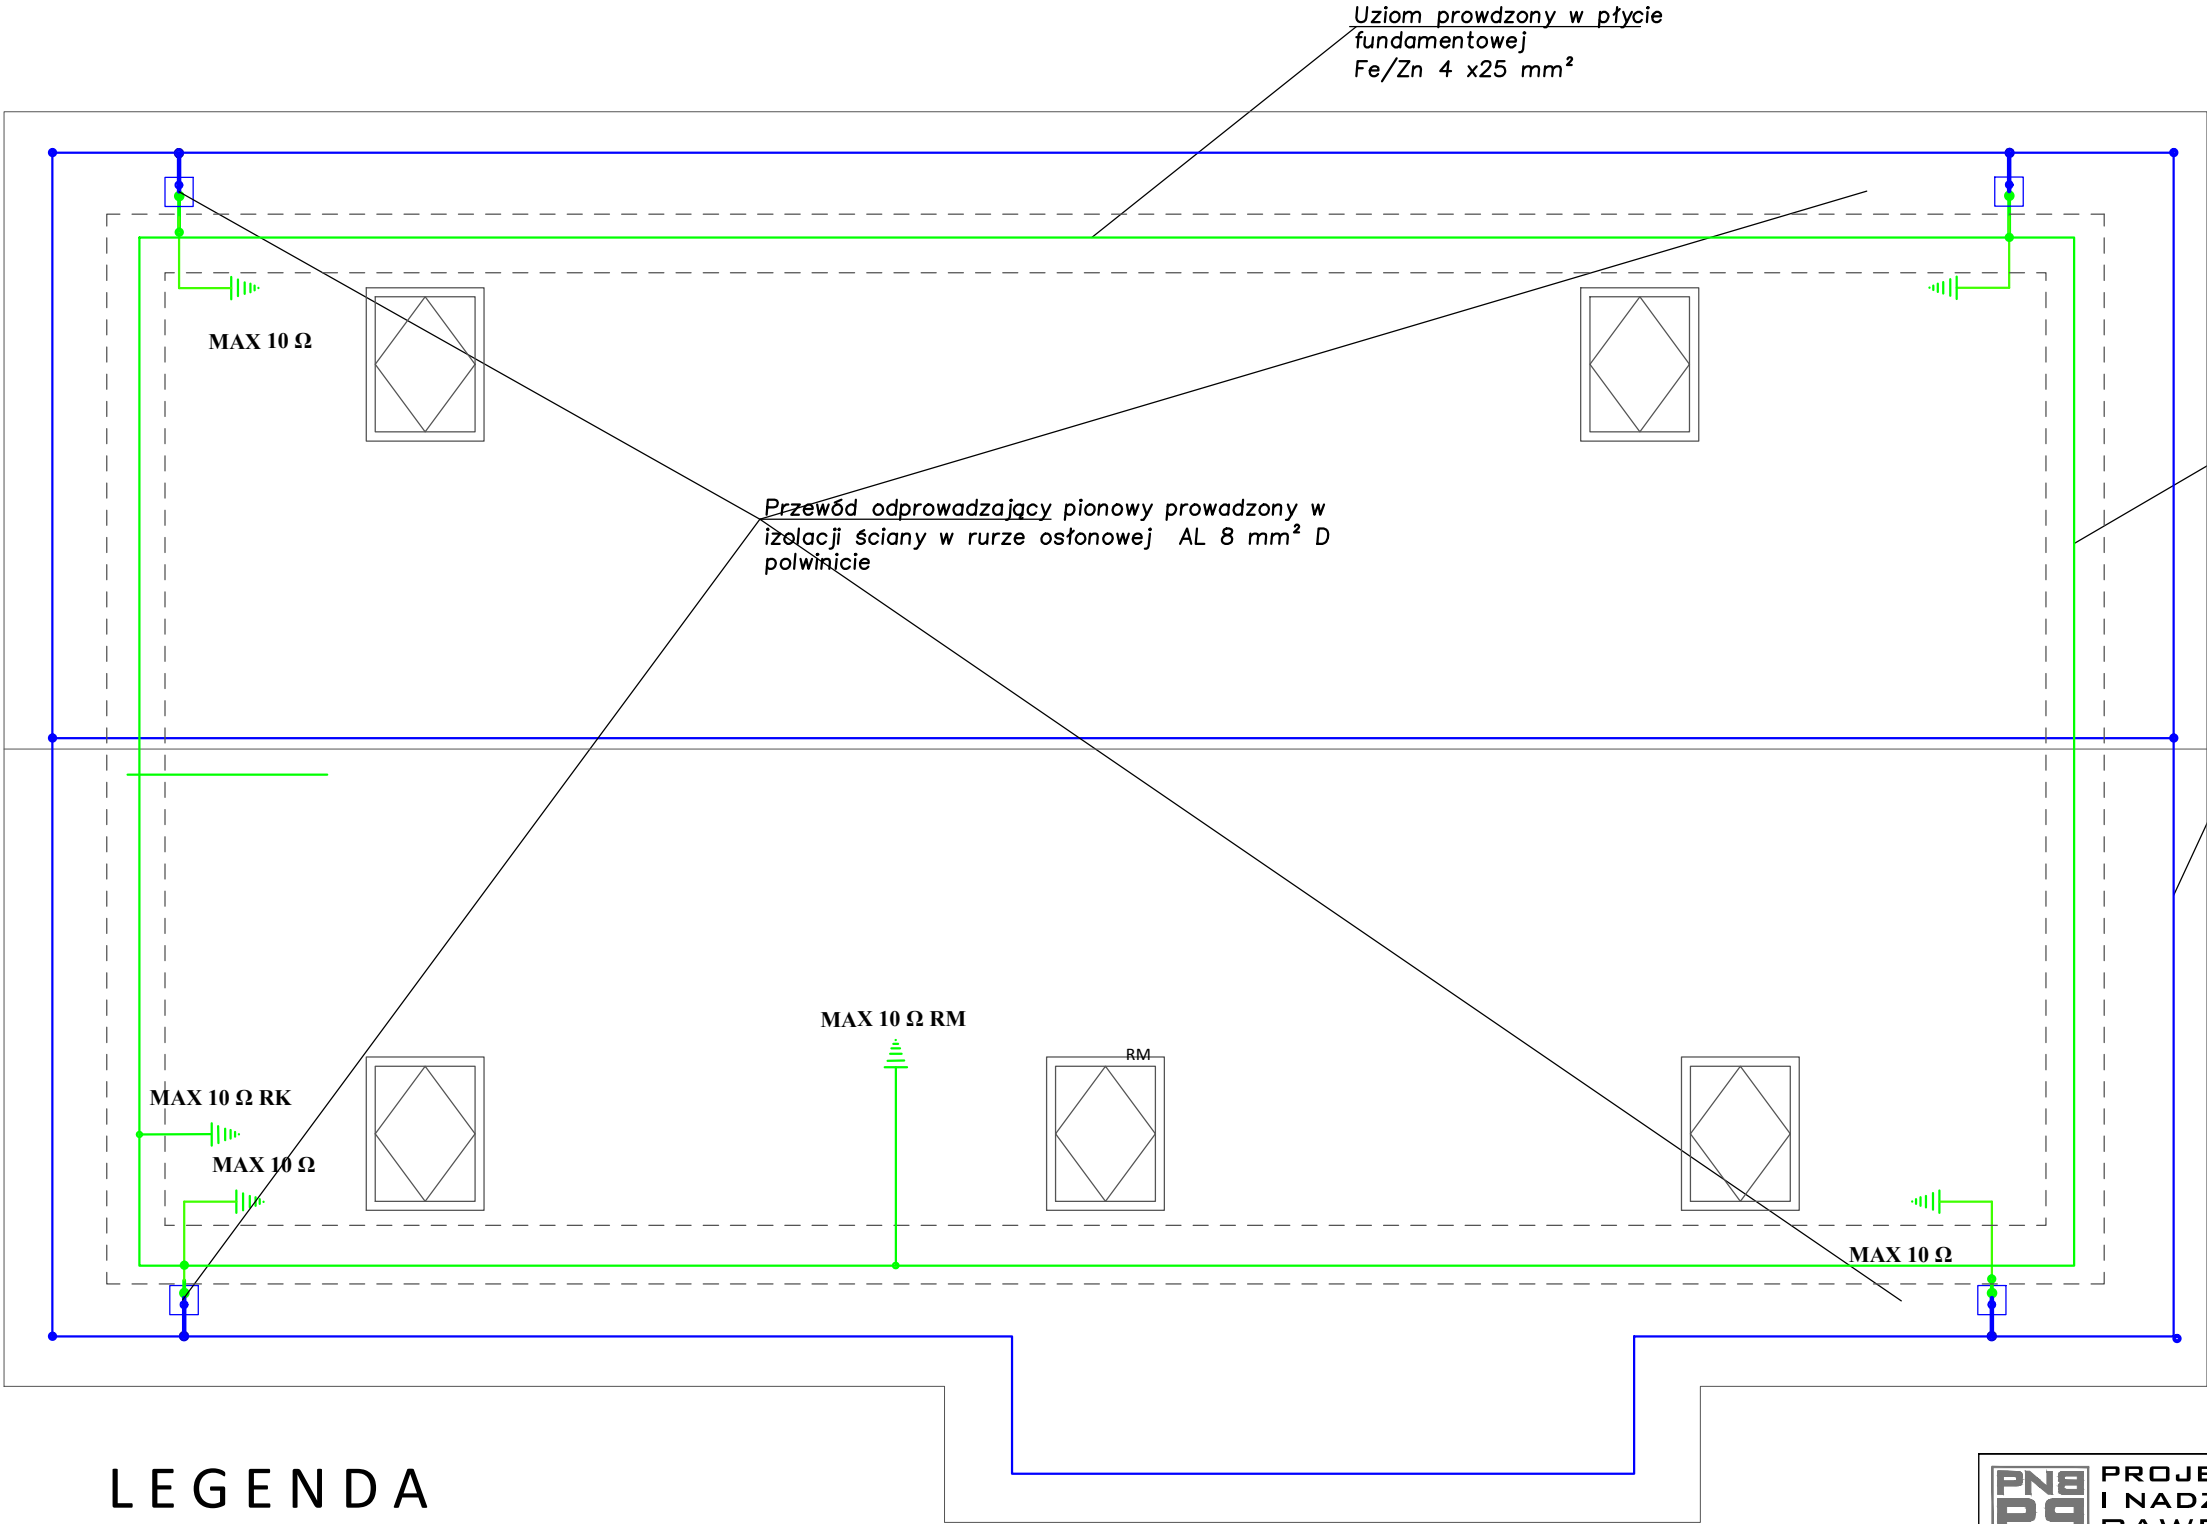 Uziom prowdzony w płycie
fundamentowej
Fe/Zn 4 x25 mm²
MAX 10 Ω
Przewód odprowadzający pionowy prowadzony w
izolacji ściany w rurze osłonowej AL 8 mm² D
polwinicie
MAX 10 Ω RM
RM
MAX 10 Ω RK
MAX 10 Ω
MAX 10 Ω
LEGENDA
PNB
PROJE
I NADZ